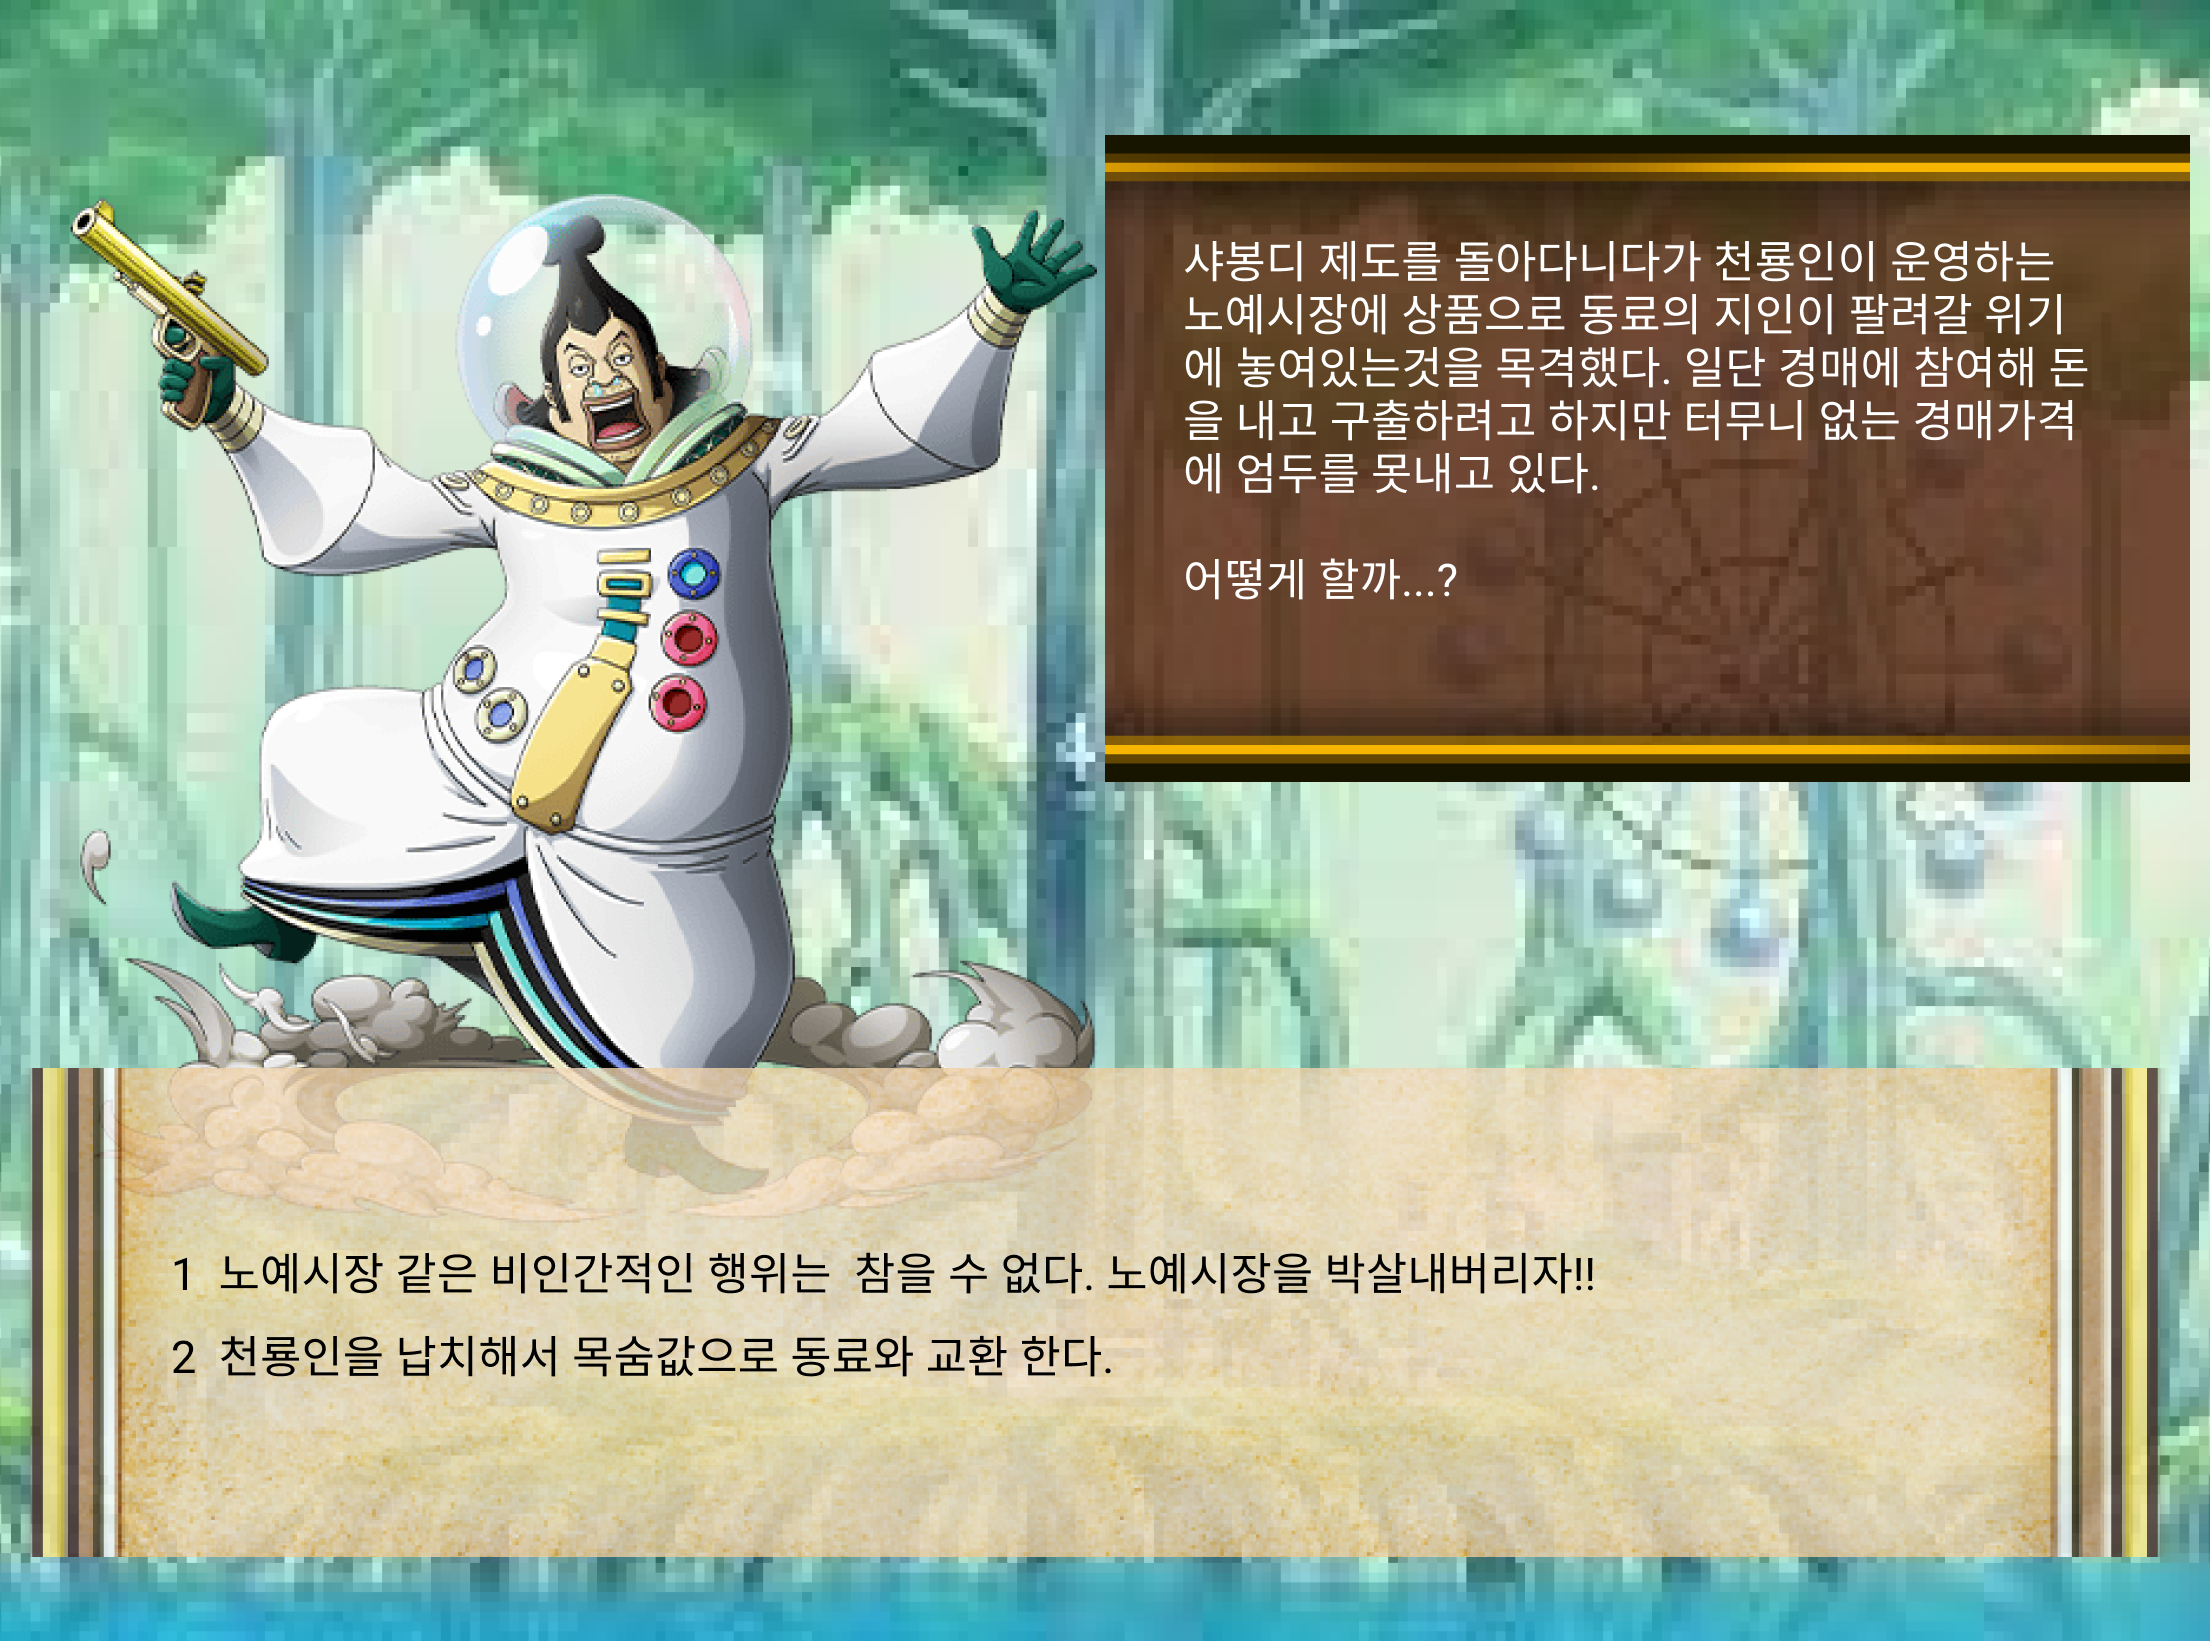 샤봉디 제도를 돌아다니다가 천룡인이 운영하는
노예시장에 상품으로 동료의 지인이 팔려갈 위기
에 놓여있는것을 목격했다. 일단 경매에 참여해 돈
을 내고 구출하려고 하지만 터무니 없는 경매가격
에 엄두를 못내고 있다.
어떻게 할까...?
1 노예시장 같은 비인간적인 행위는 참을 수 없다. 노예시장을 박살내버리자!!
2 천룡인을 납치해서 목숨값으로 동료와 교환 한다.